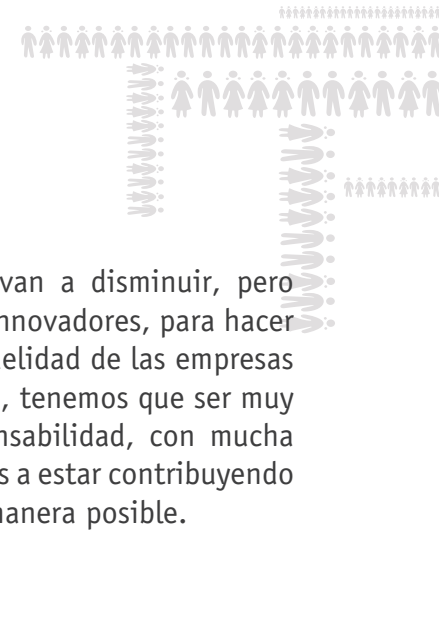 van a disminuir, pero
nnovadores, para hacer
elidad de las empresas
, tenemos que ser muy
nsabilidad, con mucha
s a estar contribuyendo
nanera posible.